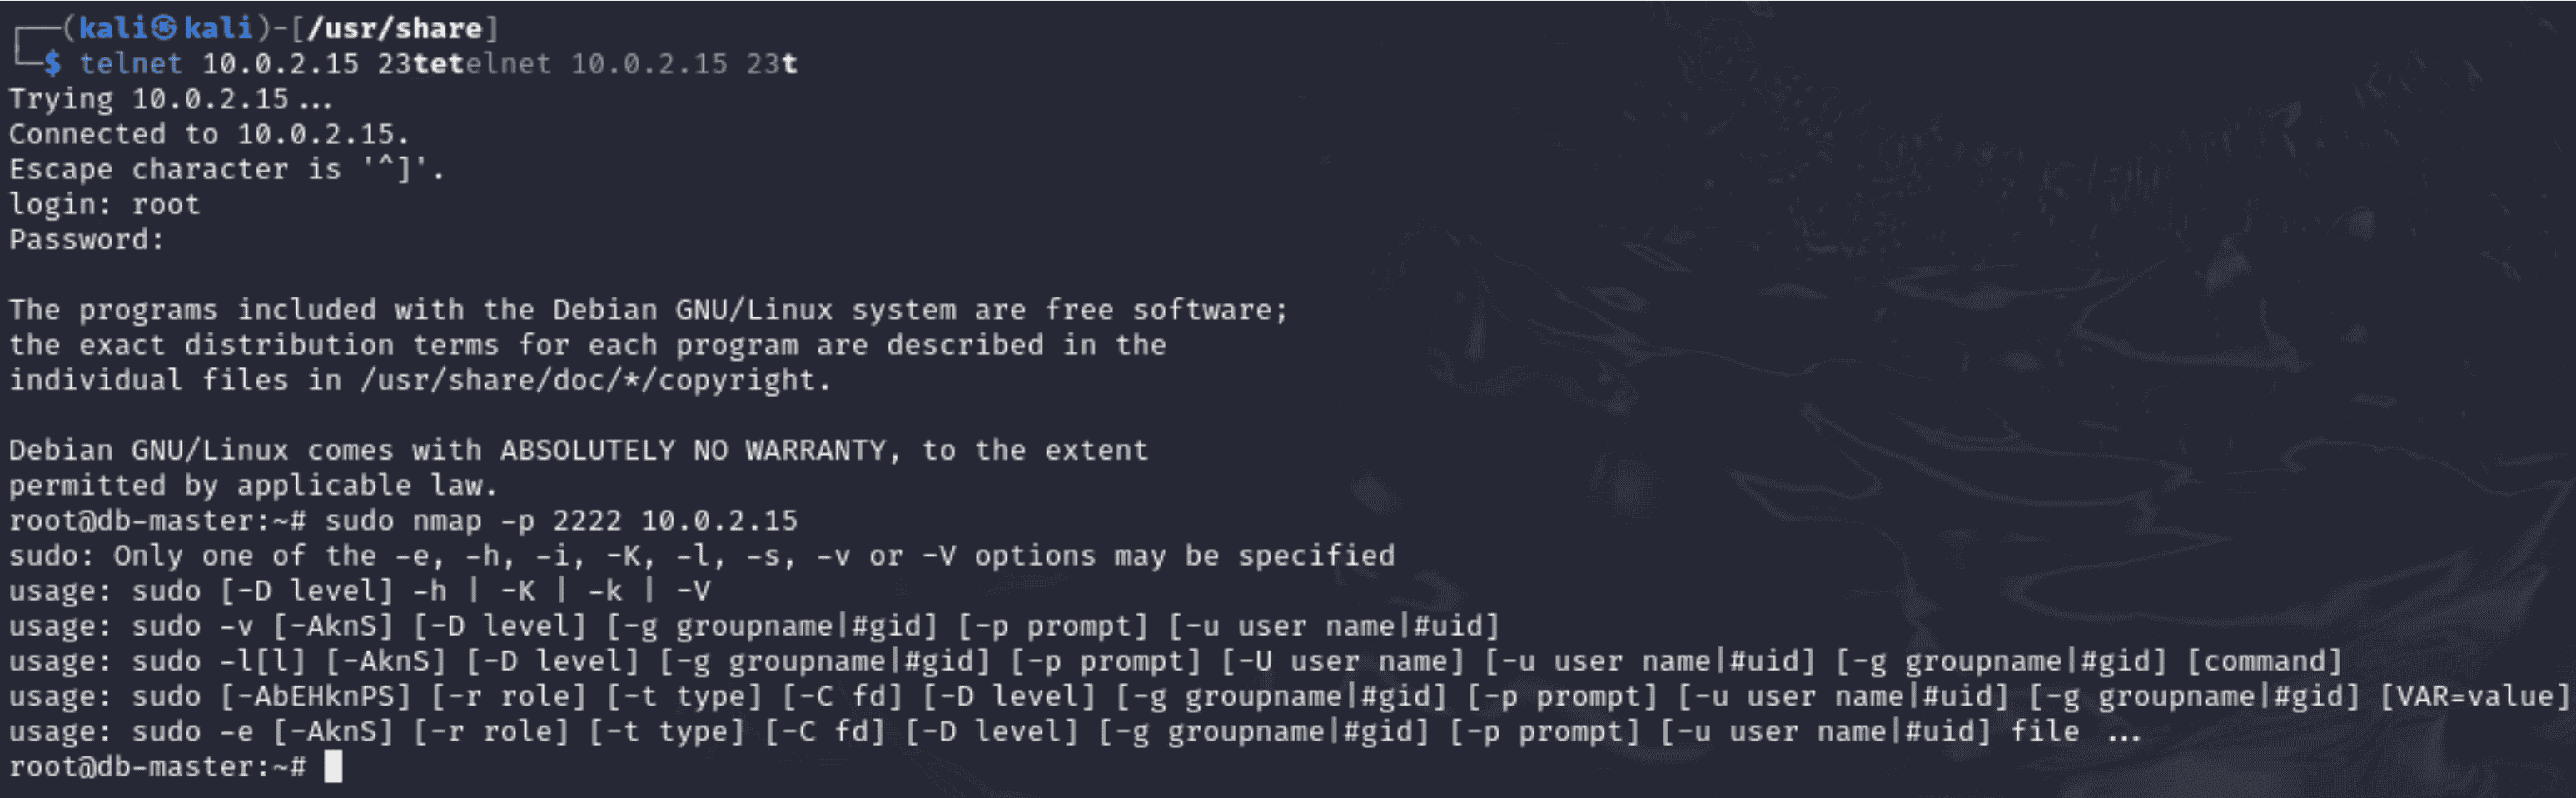 ┌──(kali㉿kali)-[/usr/share]
└─$ telnet 10.0.2.15 23tetelnet 10.0.2.15 23t
Trying 10.0.2.15...
Connected to 10.0.2.15.
Escape character is '^]'.
login: root
Password:
The programs included with the Debian GNU/Linux system are free software;
the exact distribution terms for each program are described in the
individual files in /usr/share/doc/*/copyright.
Debian GNU/Linux comes with ABSOLUTELY NO WARRANTY, to the extent
permitted by applicable law.
root@db-master:~# sudo nmap -p 2222 10.0.2.15
sudo: Only one of the -e, -h, -i, -K, -l, -s, -v or -V options may be specified
usage: sudo [-D level] -h | -K | -k | -V
usage: sudo -v [-AknS] [-D level] [-g groupname|#gid] [-p prompt] [-u user name|#uid]
usage: sudo -l[l] [-AknS] [-D level] [-g groupname|#gid] [-p prompt] [-U user name] [-u user name|#uid] [-g groupname|#gid] [command]
usage: sudo [-AbEHknPS] [-r role] [-t type] [-C fd] [-D level] [-g groupname|#gid] [-p prompt] [-u user name|#uid] [-g groupname|#gid] [VAR=value]
usage: sudo -e [-AknS] [-r role] [-t type] [-C fd] [-D level] [-g groupname|#gid] [-p prompt] [-u user name|#uid] file ...
root@db-master:~#